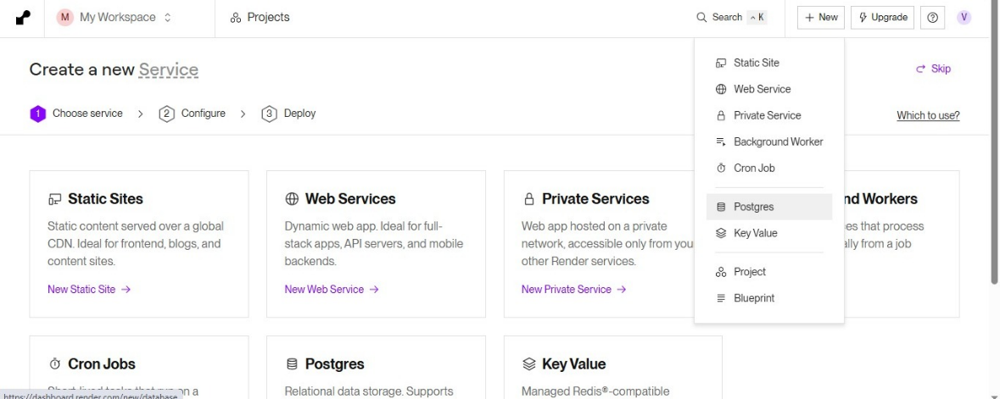 M My Workspace
Projects
Search ^ K
+ New
Upgrade
V
Create a new Service
Skip
1 Choose service
2 Configure
3 Deploy
Which to use?
Static Site
Web Service
Private Service
Background Worker
Cron Job
Postgres
Key Value
Project
Blueprint
Static Sites
Static content served over a global
CDN. Ideal for frontend, blogs, and
content sites.
New Static Site →
Web Services
Dynamic web app. Ideal for full-
stack apps, API servers, and mobile
backends.
New Web Service →
Private Services
Web app hosted on a private
network, accessible only from you
other Render services.
New Private Service →
nd Workers
es that process
ally from a job
Cron Jobs
Short-lived tasks that run on a
Postgres
Relational data storage. Supports
Key Value
Managed Redis®-compatible
https://dashboard.render.com/new/database